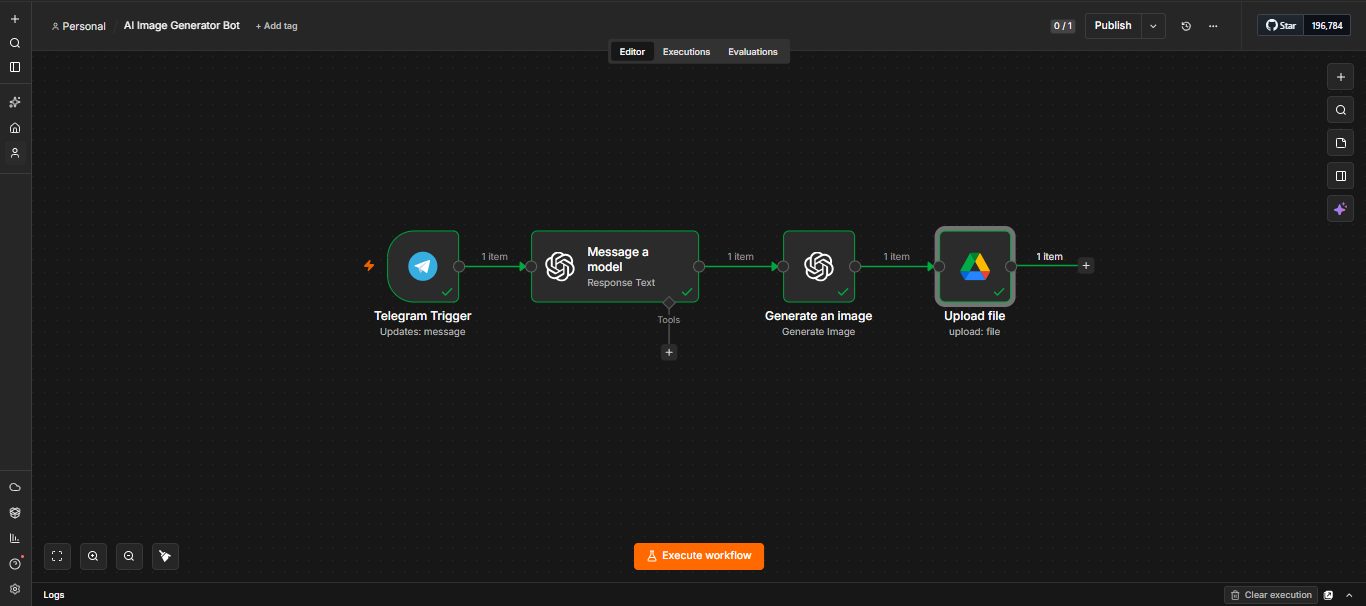 Personal / AI Image Generator Bot + Add tag
0 / 1 Publish
Star 196,784
Editor Executions Evaluations
1 item 1 item 1 item 1 item
Message a
model
Response Text
Tools
Telegram Trigger
Updates: message
Generate an image
Generate Image
Upload file
upload: file
Execute workflow
Logs
Clear execution